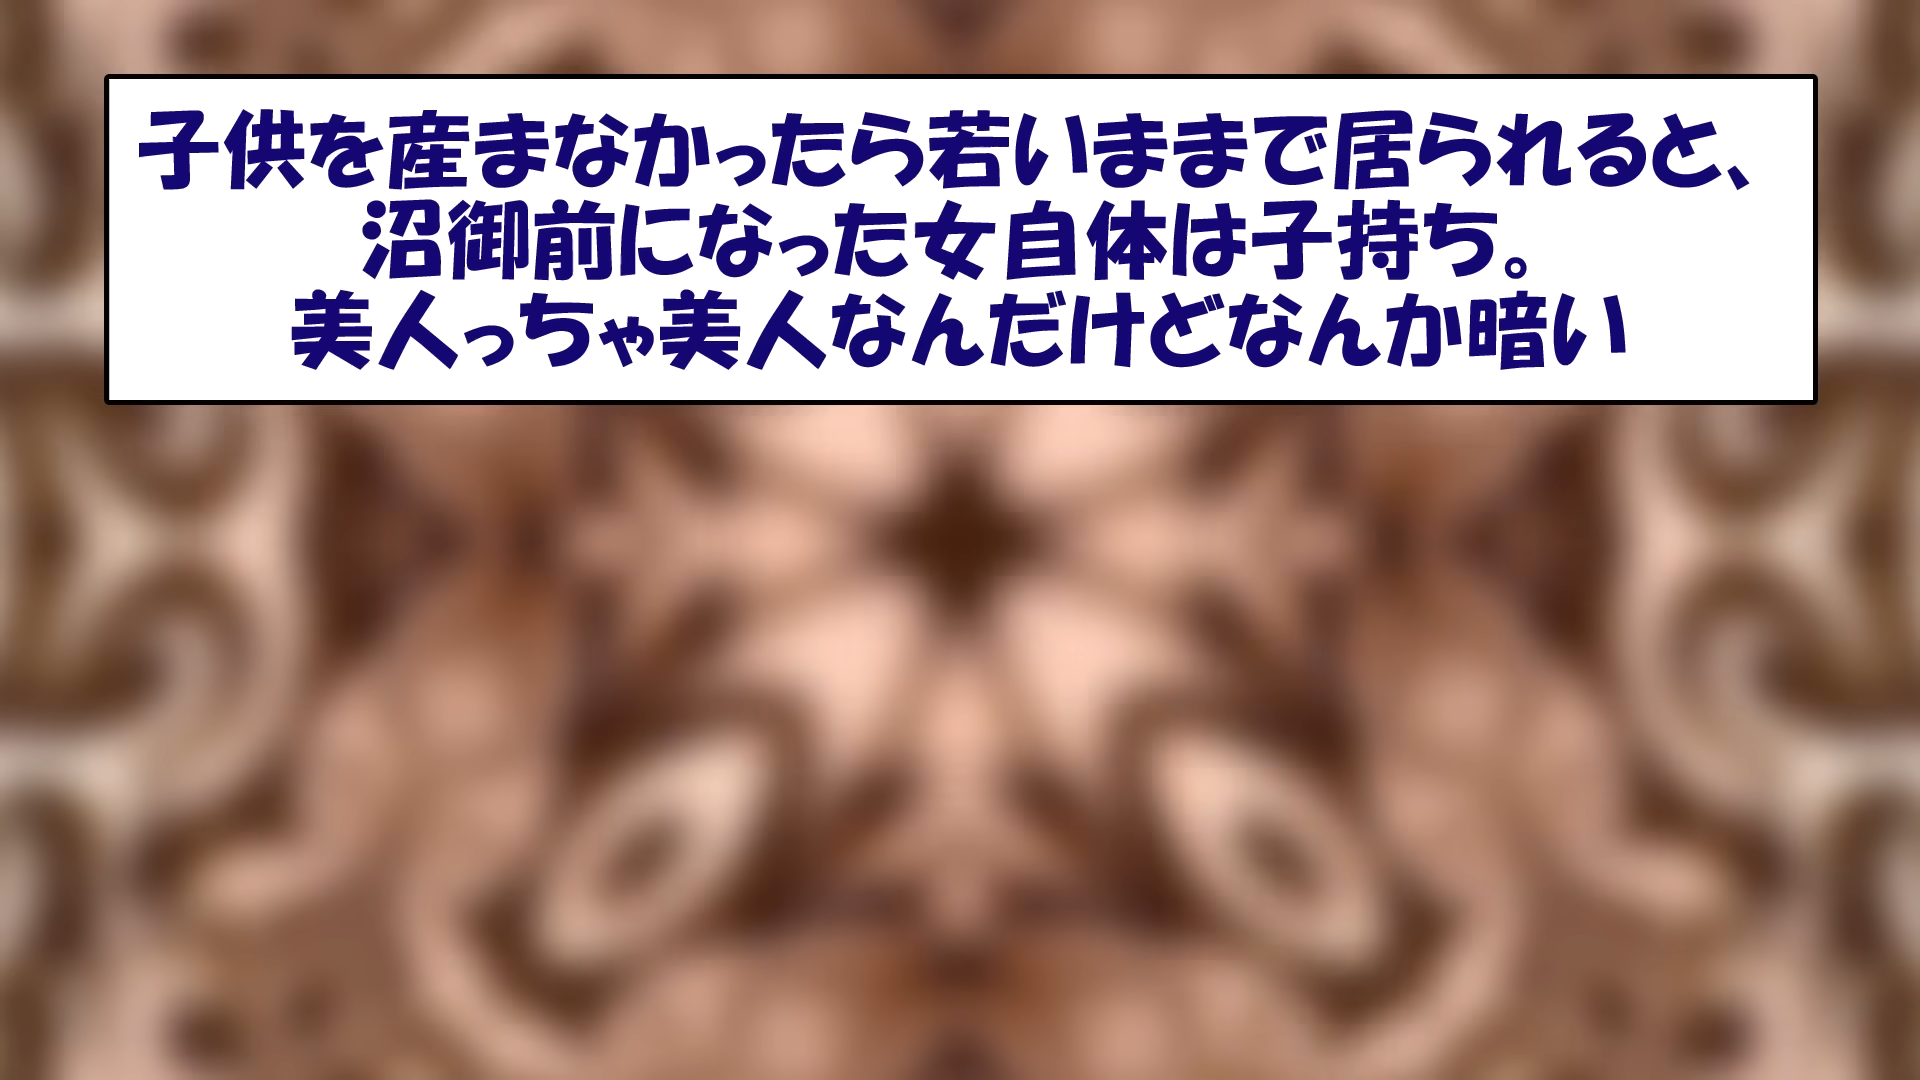 子供を産まなかったら若いままで居られると、
沼御前になった女自体は子持ち。
美人っちゃ美人なんだけどなんか暗い